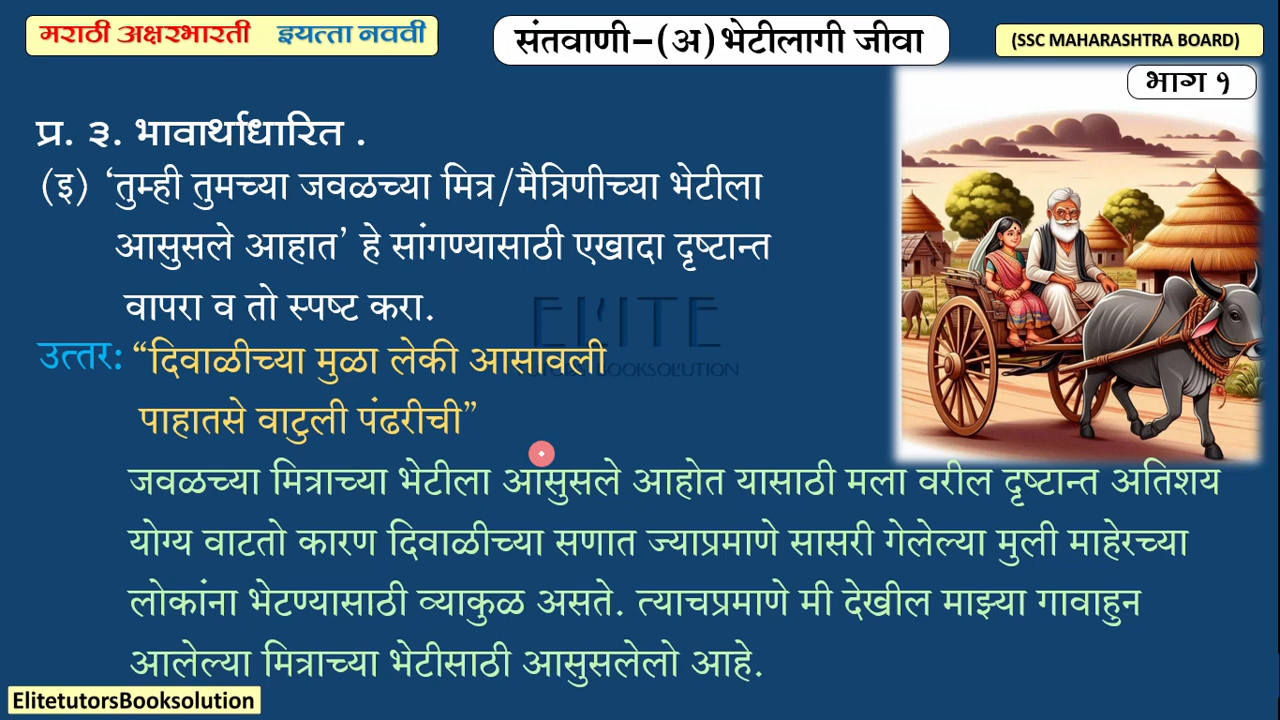 मराठी अक्षरभारती इयत्ता नववी
संतवाणी–(अ) भेटीलागी जीवा
(SSC MAHARASHTRA BOARD)
भाग १
प्र. ३. भावार्थाधारित .
(इ) ‘तुम्ही तुमच्या जवळच्या मित्र/मैत्रिणीच्या भेटीला
आसुसले आहात’ हे सांगण्यासाठी एखादा दृष्टान्त
वापरा व तो स्पष्ट करा.
ELITE
उत्तर: “दिवाळीच्या मुळा लेकी आसावली
BOOKSOLUTION
पाहातसे वाटुली पंढरीची”
जवळच्या मित्राच्या भेटीला आसुसले आहोत यासाठी मला वरील दृष्टान्त अतिशय
योग्य वाटतो कारण दिवाळीच्या सणात ज्याप्रमाणे सासरी गेलेल्या मुली माहेरच्या
लोकांना भेटण्यासाठी व्याकुळ असते. त्याचप्रमाणे मी देखील माझ्या गावाहुन
आलेल्या मित्राच्या भेटीसाठी आसुसलेलो आहे.
ElitetutorsBooksolution